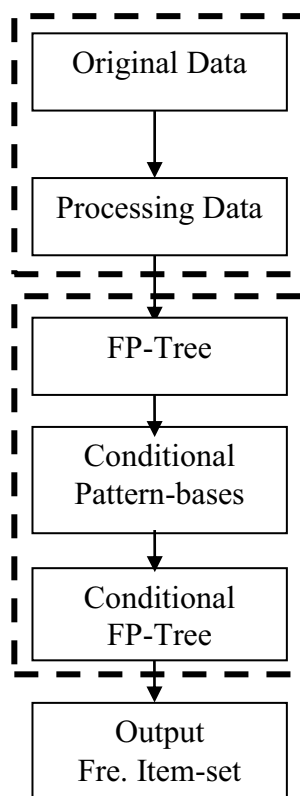 Original Data
Processing Data
FP-Tree
Conditional
Pattern-bases
Conditional
FP-Tree
Output
Fre. Item-set